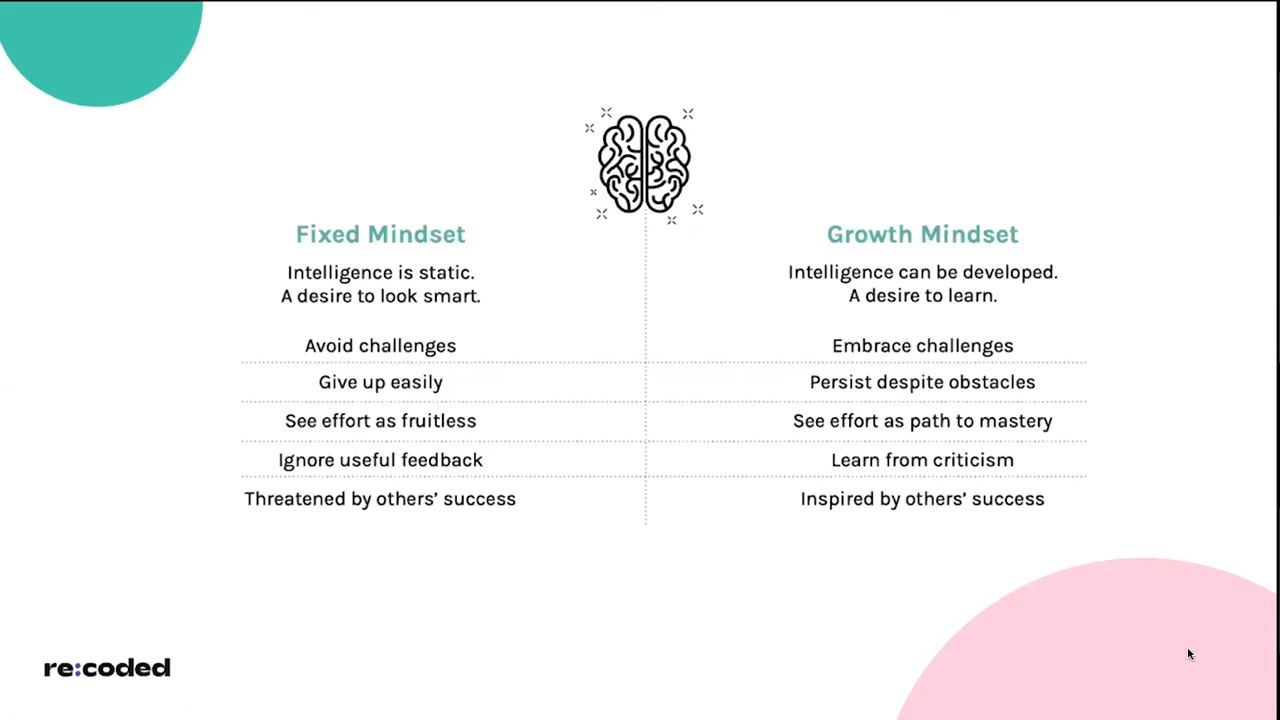 Fixed Mindset
Intelligence is static.
A desire to look smart.
Avoid challenges
Give up easily
See effort as fruitless
Ignore useful feedback
Threatened by others’ success
Growth Mindset
Intelligence can be developed.
A desire to learn.
Embrace challenges
Persist despite obstacles
See effort as path to mastery
Learn from criticism
Inspired by others’ success
re:coded